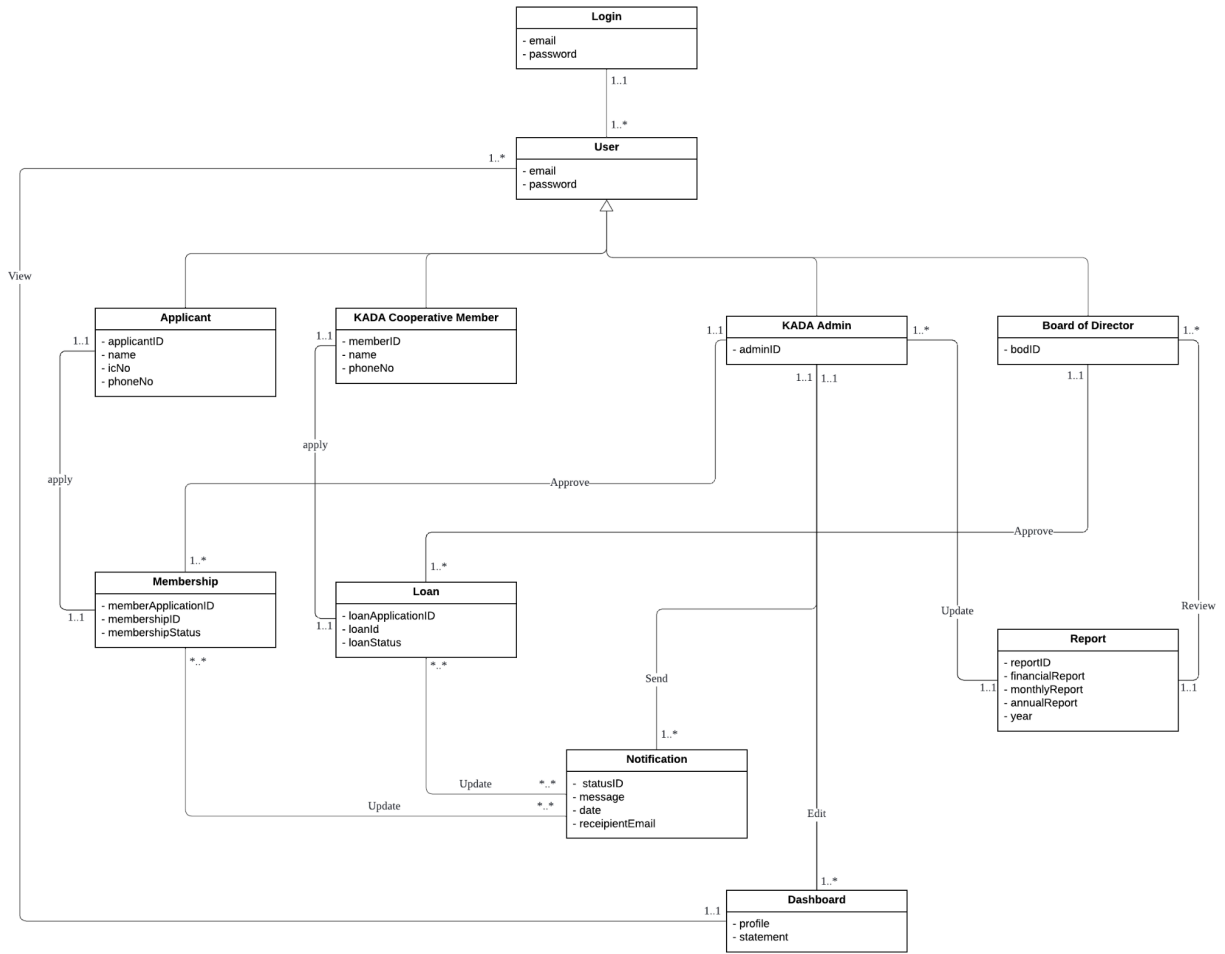 Login
- email
- password
1..1
1..*
User
1..*
- email
- password
View
Applicant
- applicantID
- name
- icNo
- phoneNo
1..1
KADA Cooperative Member
- memberID
- name
- phoneNo
1..1
KADA Admin
- adminID
1..1
1..*
1..1
1..1
Board of Director
- bodID
1..*
1..1
apply
apply
Approve
Approve
1..*
Membership
- memberApplicationID
- membershipID
- membershipStatus
1..1
*..*
1..*
Loan
- loanApplicationID
- loanId
- loanStatus
1..1
*..*
Update
Review
Report
- reportID
- financialReport
- monthlyReport
- annualReport
- year
1..1
1..1
Send
1..*
Notification
- statusID
- message
- date
- receipientEmail
Update
*..*
Update
*..*
Edit
1..*
Dashboard
- profile
- statement
1..1